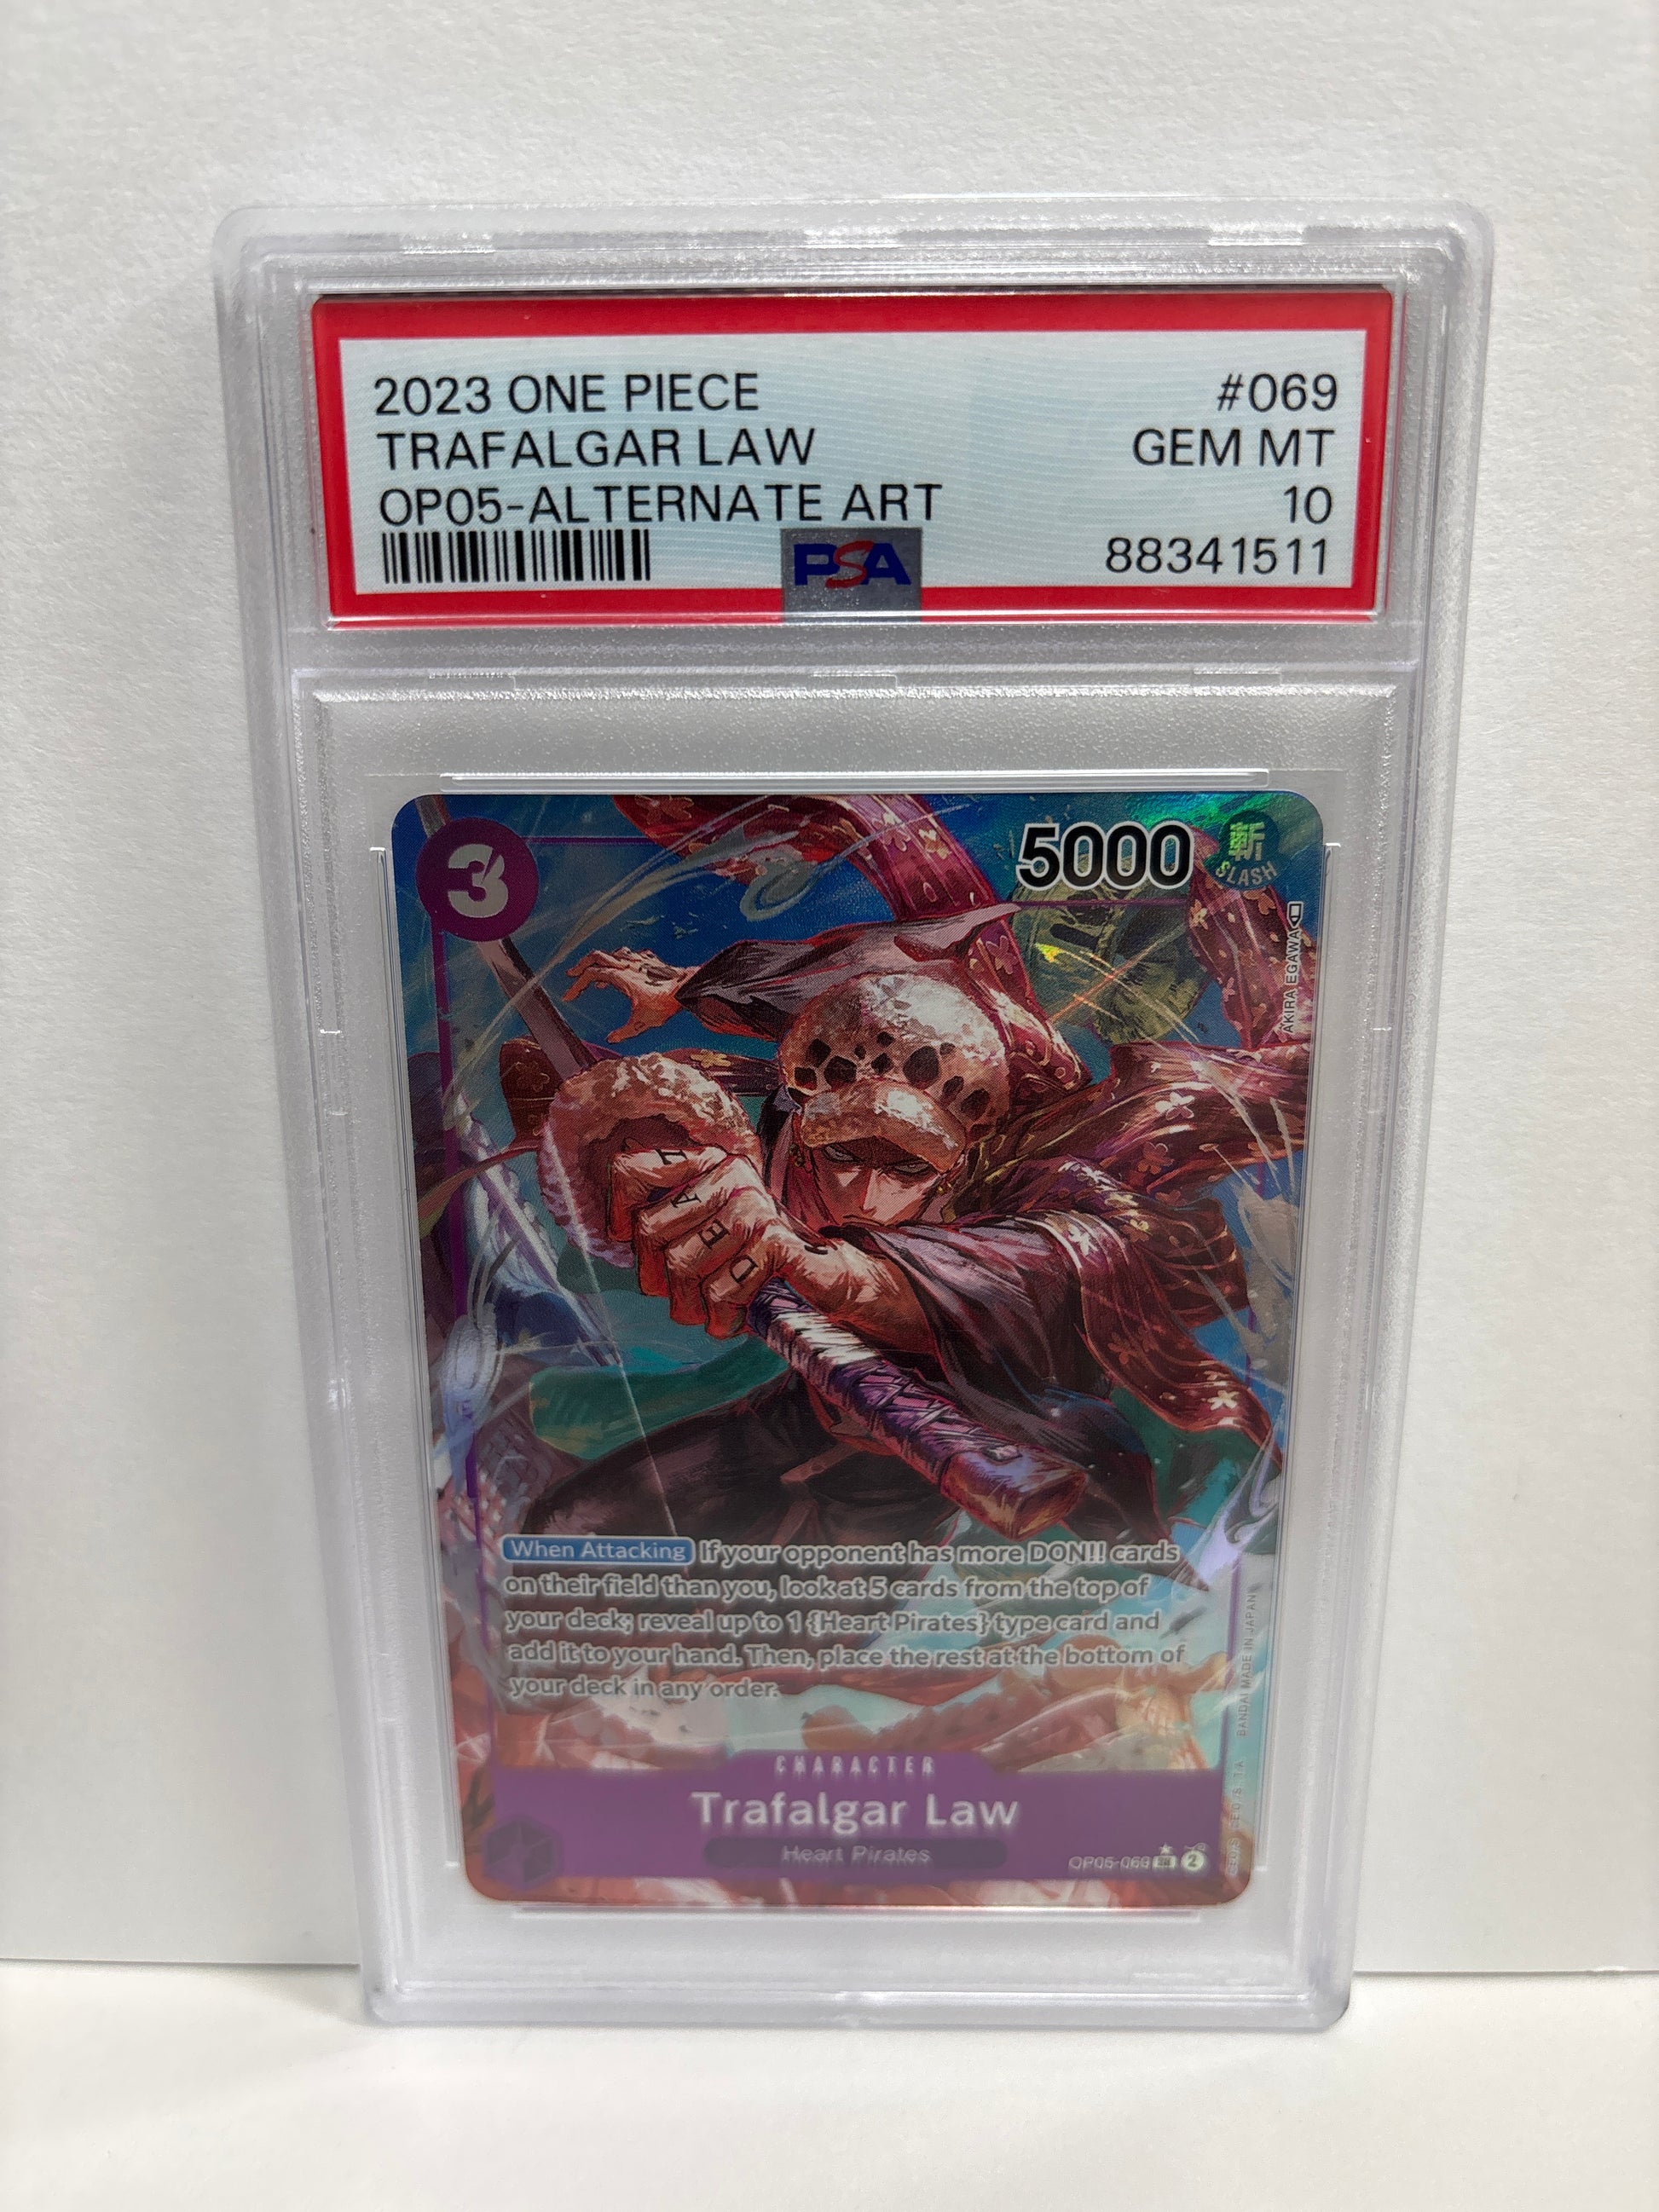 2023 ONE PIECE #069
TRAFALGAR LAW GEM MT
OP05-ALTERNATE ART 10
PSA 88341511
3 5000 斬
SLASH
AKIRA EGAWA
D E A T
When Attacking If your opponent has more DON!! cards
on their field than you, look at 5 cards from the top of
your deck; reveal up to 1 {Heart Pirates} type card and
add it to your hand. Then, place the rest at the bottom of
your deck in any order.
BANDAI MADE IN JAPAN
CHARACTER
Trafalgar Law
Heart Pirates
OP05-069 SR 2